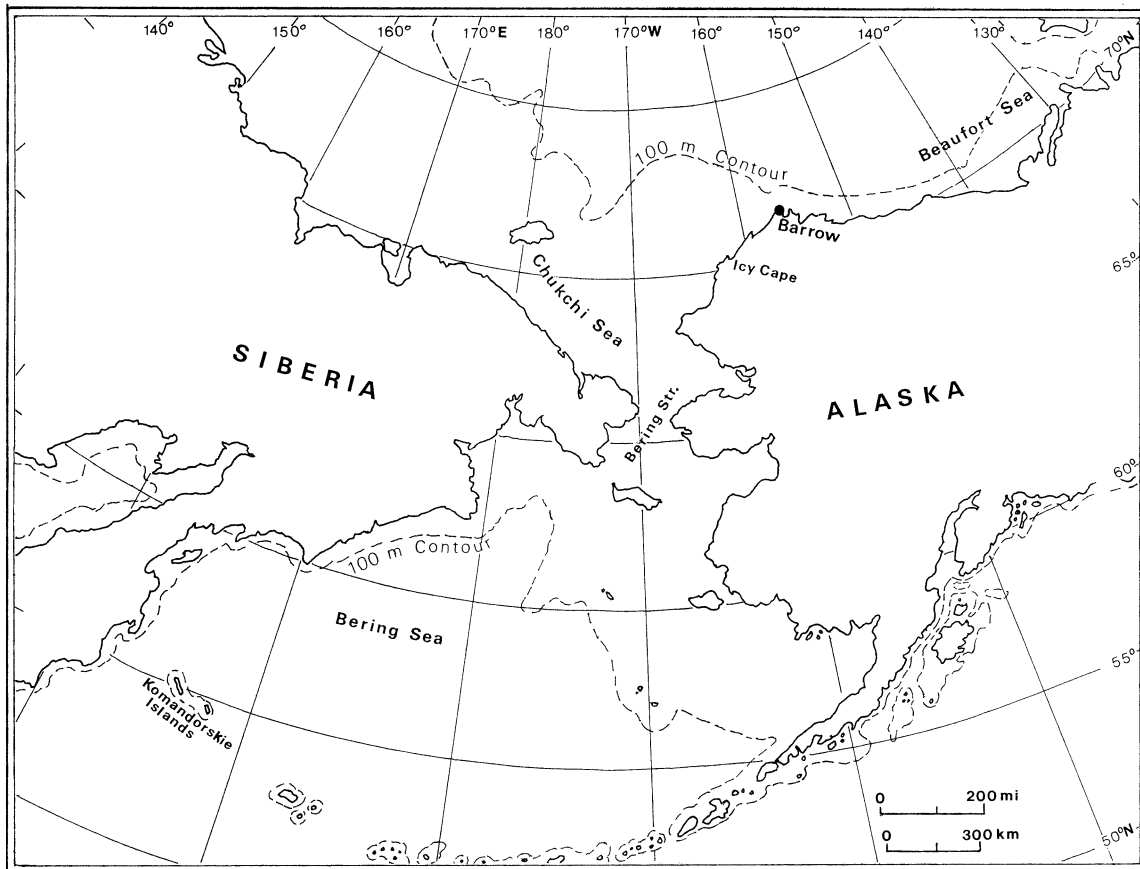 140°
150°
160°
170°E
180°
170°W
160°
150°
140°
130°
70°N
Beaufort Sea
100 m Contour
Barrow
Icy Cape
65°
Chukchi Sea
SIBERIA
ALASKA
Bering Str.
60°
100 m Contour
Bering Sea
55°
Komandorskie
Islands
0 200 mi
0 300 km
50°N